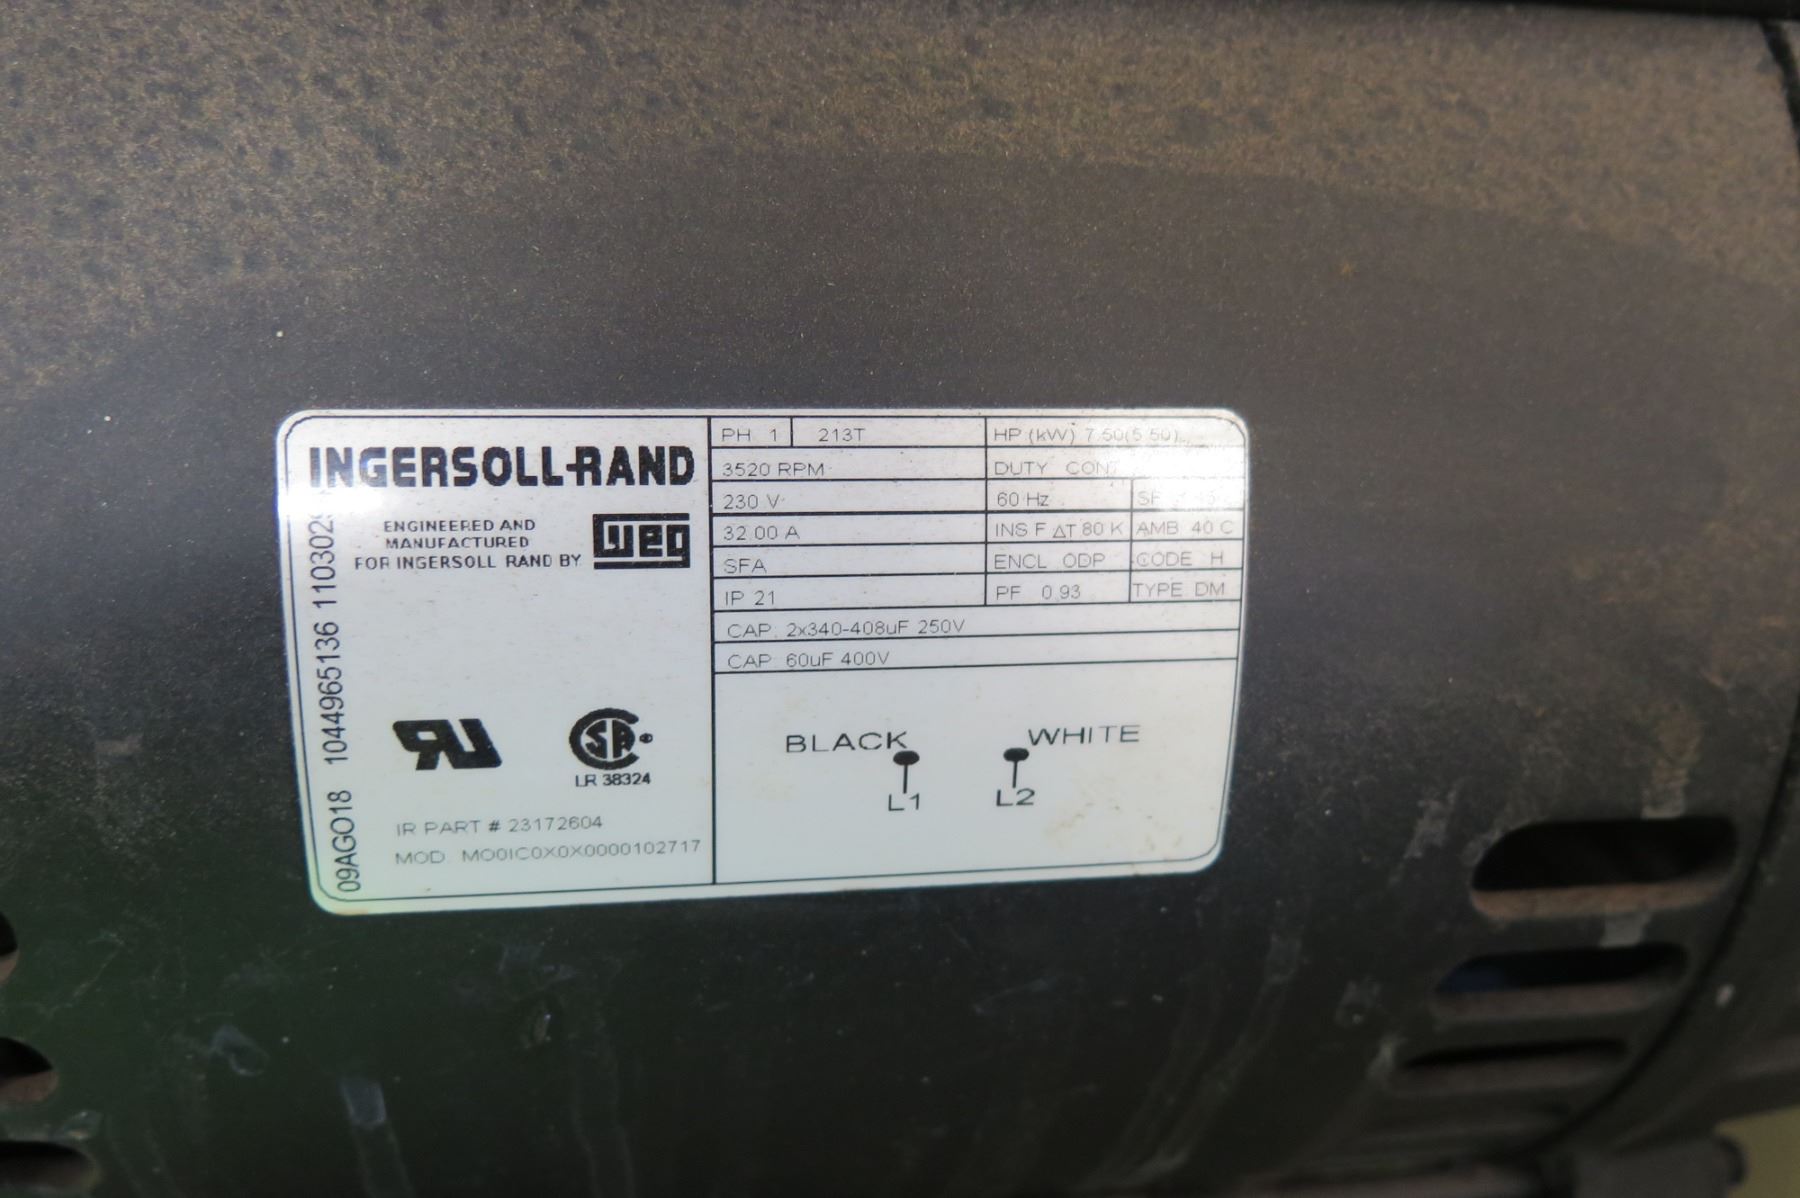 INGERSOLL-RAND
ENGINEERED AND
MANUFACTURED
FOR INGERSOLL RAND BY
WEG
09AGO18 1044965136
LR 38324
IR PART # 23172604
MOD. MO0IC0X0X0000102717
PH 1 213T HP (kW) 7.50(5.50)
3520 RPM DUTY CONT
230 V 60 Hz SF
32.00 A INS F ΔT 80 K AMB 40 C
SFA ENCL ODP CODE H
IP 21 PF 0.93 TYPE DM
CAP. 2x340-408uF 250V
CAP. 60uF 400V
BLACK WHITE
L1 L2